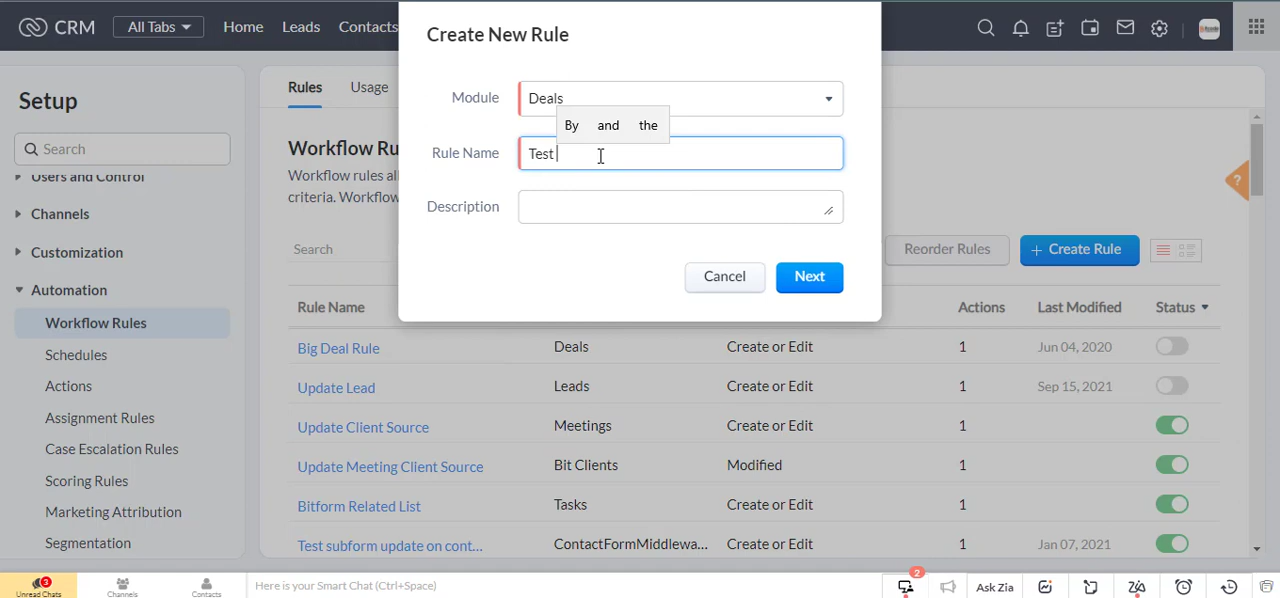 CRM
All Tabs
Home
Leads
Contacts
Create New Rule
Module
Deals
By and the
Rule Name
Test
Description
Cancel
Next
Setup
Search
Users and Control
Channels
Customization
Automation
Workflow Rules
Schedules
Actions
Assignment Rules
Case Escalation Rules
Scoring Rules
Marketing Attribution
Segmentation
Rules
Usage
Workflow Ru
Workflow rules all
criteria. Workflow
?
Search
Reorder Rules
+ Create Rule
Rule Name Actions Last Modified Status
Big Deal Rule Deals Create or Edit 1 Jun 04, 2020
Update Lead Leads Create or Edit 1 Sep 15, 2021
Update Client Source Meetings Create or Edit 1
Update Meeting Client Source Bit Clients Modified 1
Bitform Related List Tasks Create or Edit 1
Test subform update on cont... ContactFormMiddlewa... Create or Edit 1 Jan 07, 2021
3
Unread Chats
Channels
Contacts
Here is your Smart Chat (Ctrl+Space)
2
Ask Zia